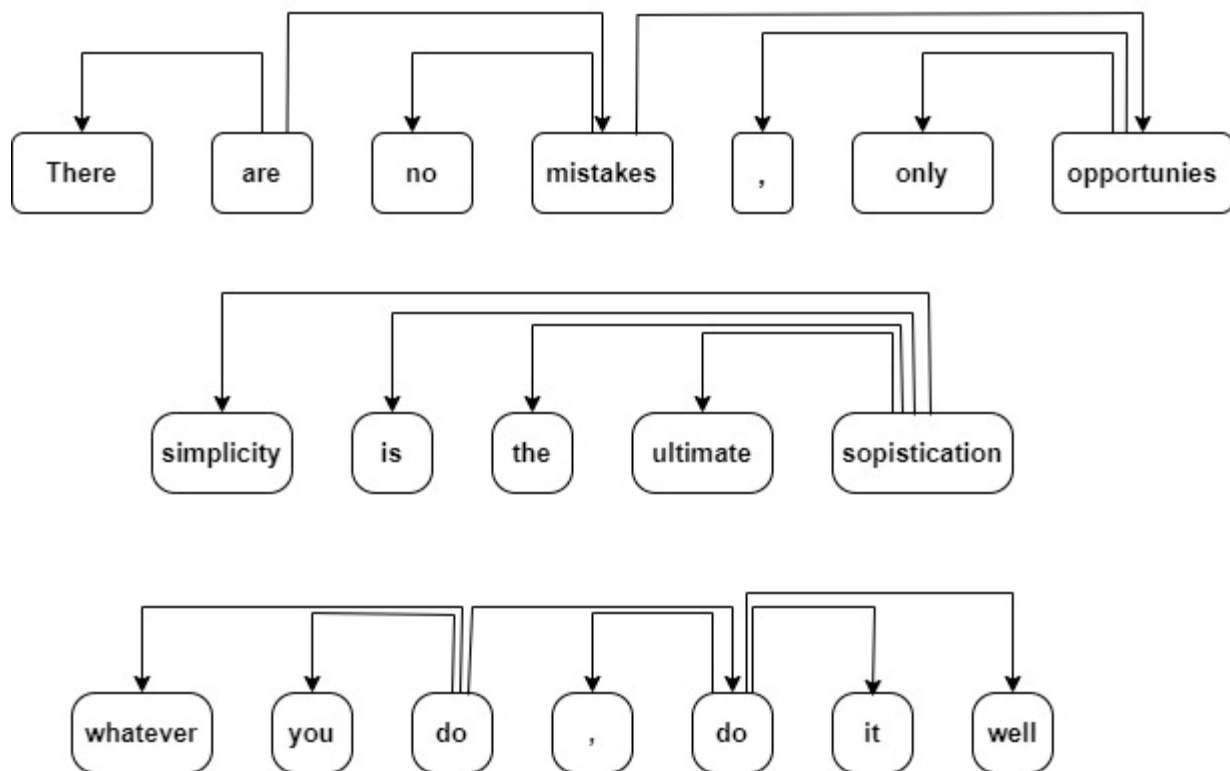 There are no mistakes , only opportunies
simplicity is the ultimate sopistication
whatever you do , do it well